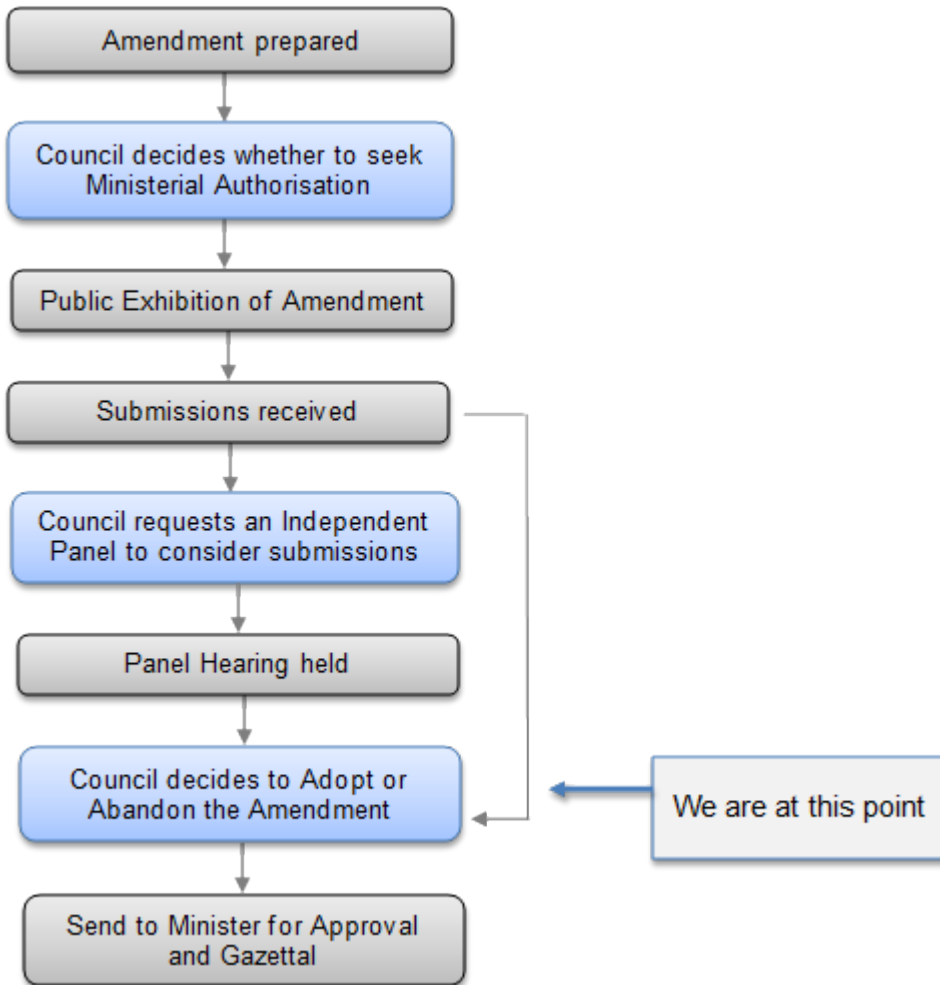 Amendment prepared
Council decides whether to seek
Ministerial Authorisation
Public Exhibition of Amendment
Submissions received
Council requests an Independent
Panel to consider submissions
Panel Hearing held
Council decides to Adopt or
Abandon the Amendment
We are at this point
Send to Minister for Approval
and Gazettal